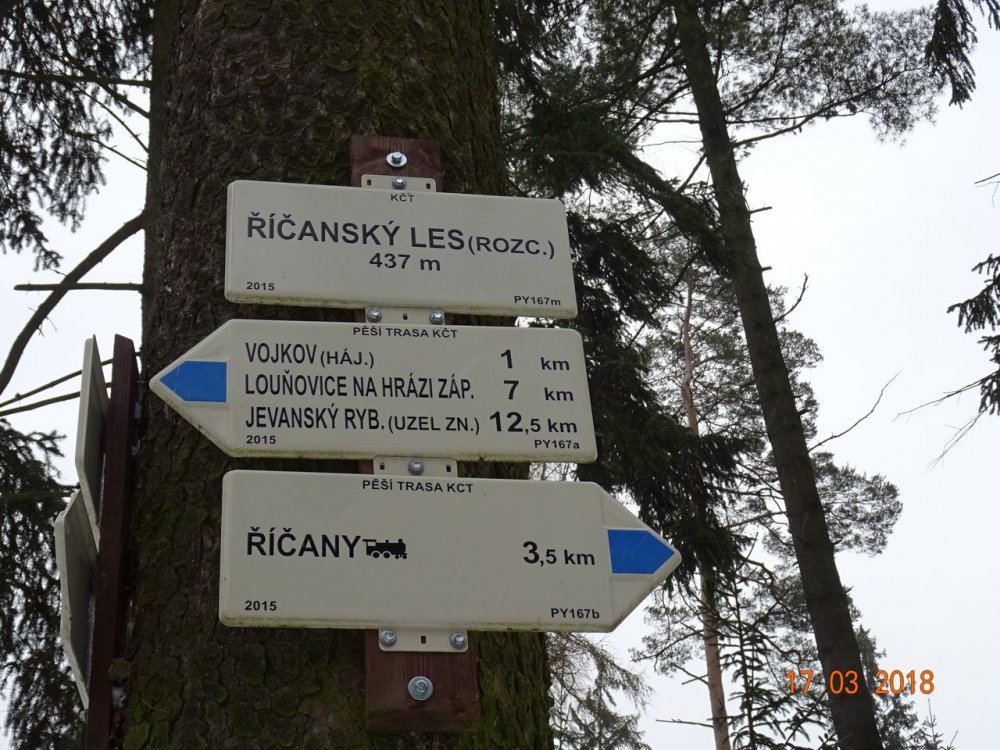 KČT
ŘÍČANSKÝ LES (ROZC.)
437 m
2015 PY167m
PĚŠÍ TRASA KČT
VOJKOV (HÁJ.) 1 km
LOUŇOVICE NA HRÁZI ZÁP. 7 km
JEVANSKÝ RYB. (UZEL ZN.) 12,5 km
2015 PY167a
PĚŠÍ TRASA KČT
ŘÍČANY 3,5 km
2015 PY167b
17 03 2018